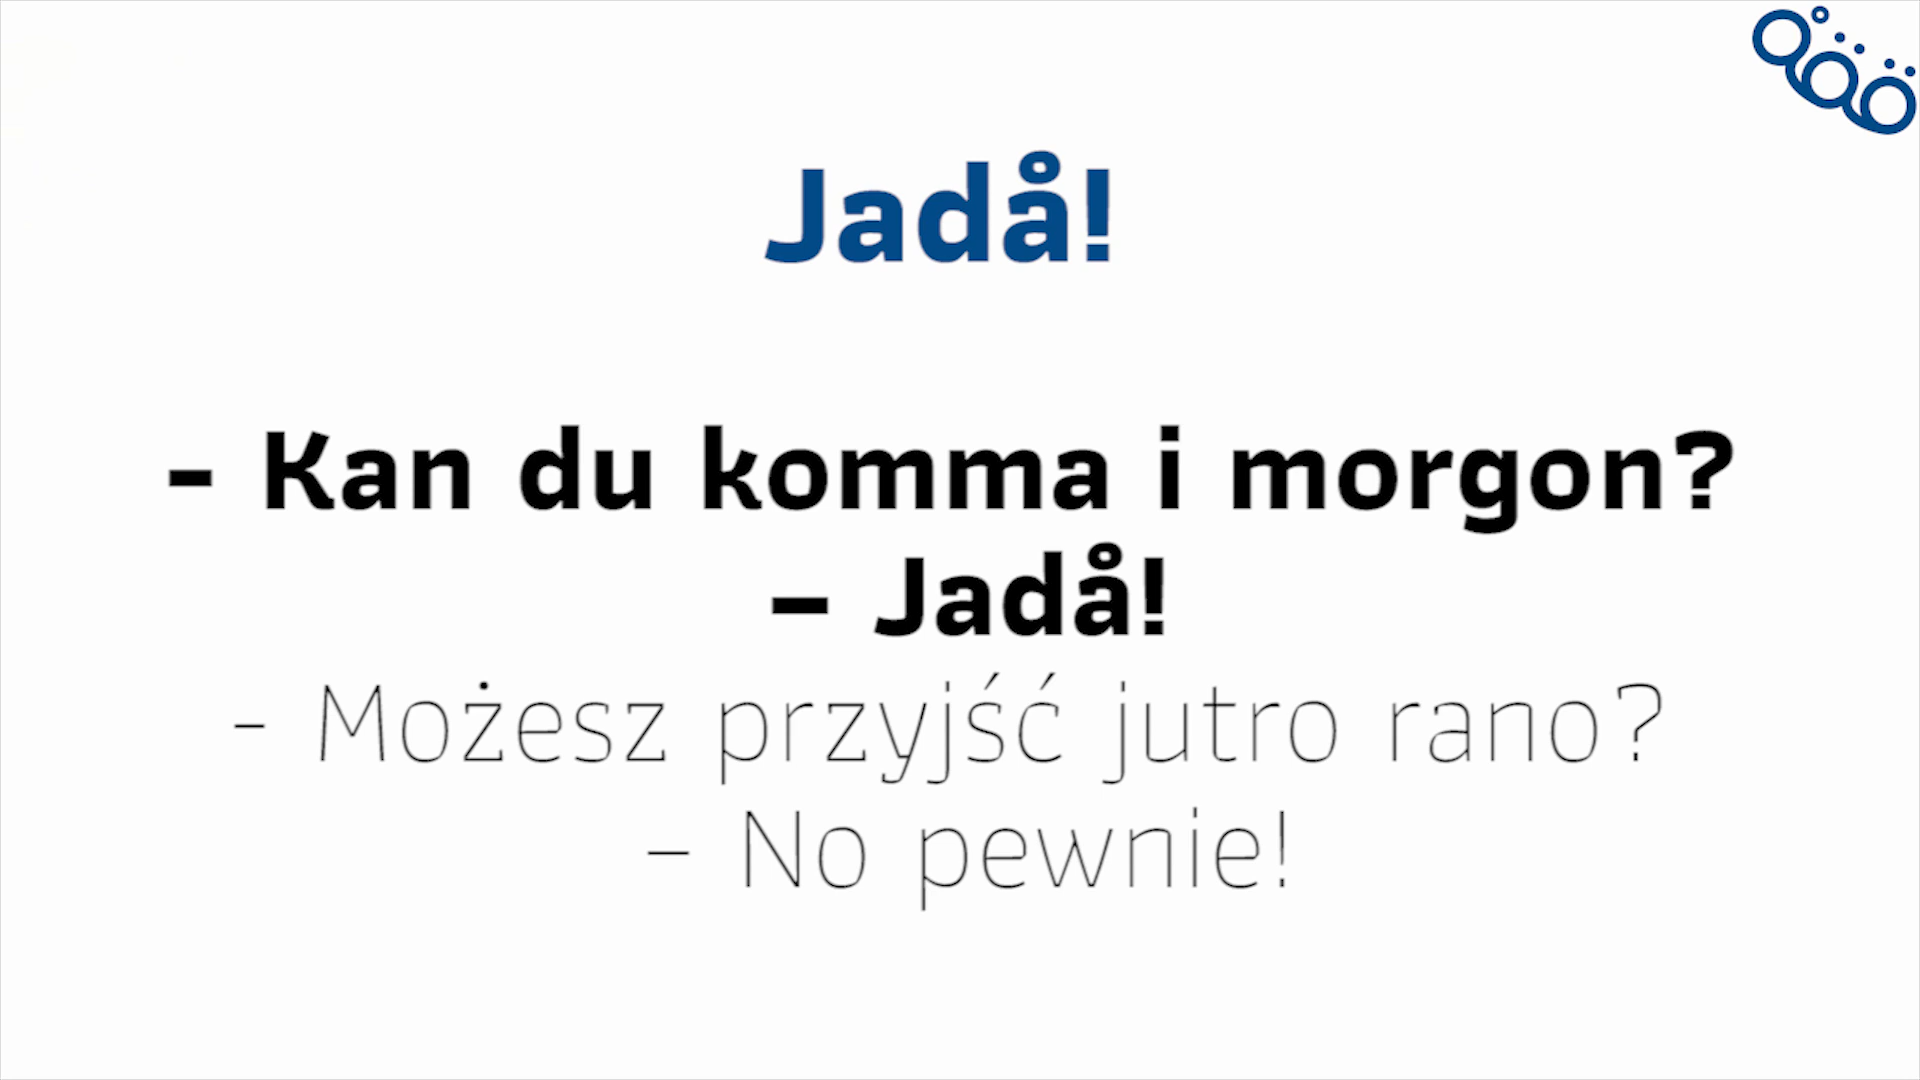 Jadå!
- Kan du komma i morgon?
– Jadå!
- Możesz przyjść jutro rano?
– No pewnie!